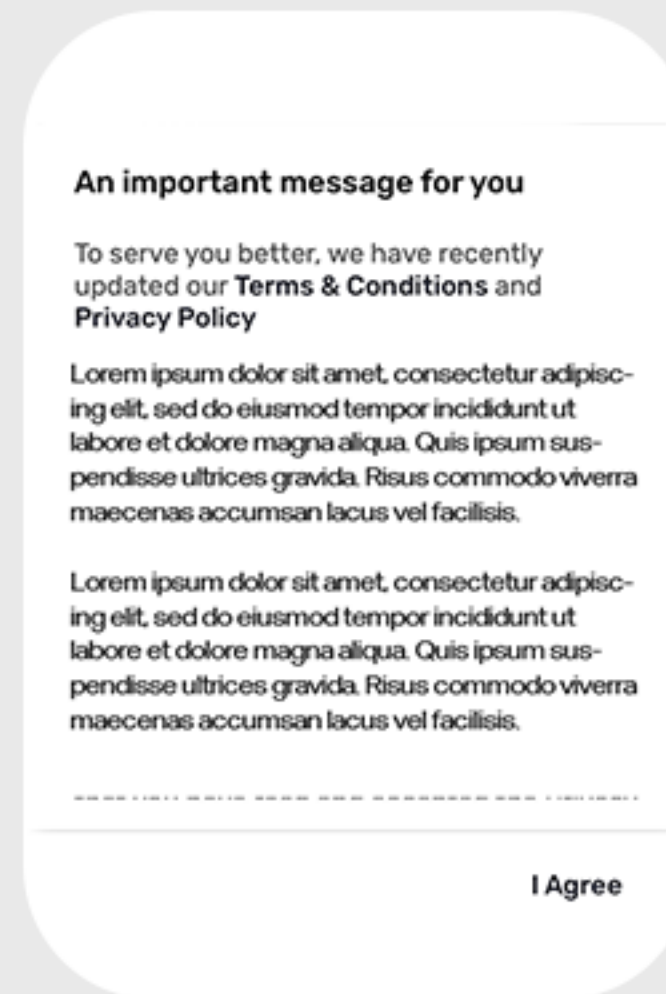 An important message for you
To serve you better, we have recently
updated our Terms & Conditions and
Privacy Policy
Lorem ipsum dolor sit amet, consectetur adipisc-
ing elit, sed do eiusmod tempor incididunt ut
labore et dolore magna aliqua. Quis ipsum sus-
pendisse ultrices gravida. Risus commodo viverra
maecenas accumsan lacus vel facilisis.
Lorem ipsum dolor sit amet, consectetur adipisc-
ing elit, sed do eiusmod tempor incididunt ut
labore et dolore magna aliqua. Quis ipsum sus-
pendisse ultrices gravida. Risus commodo viverra
maecenas accumsan lacus vel facilisis.
I Agree